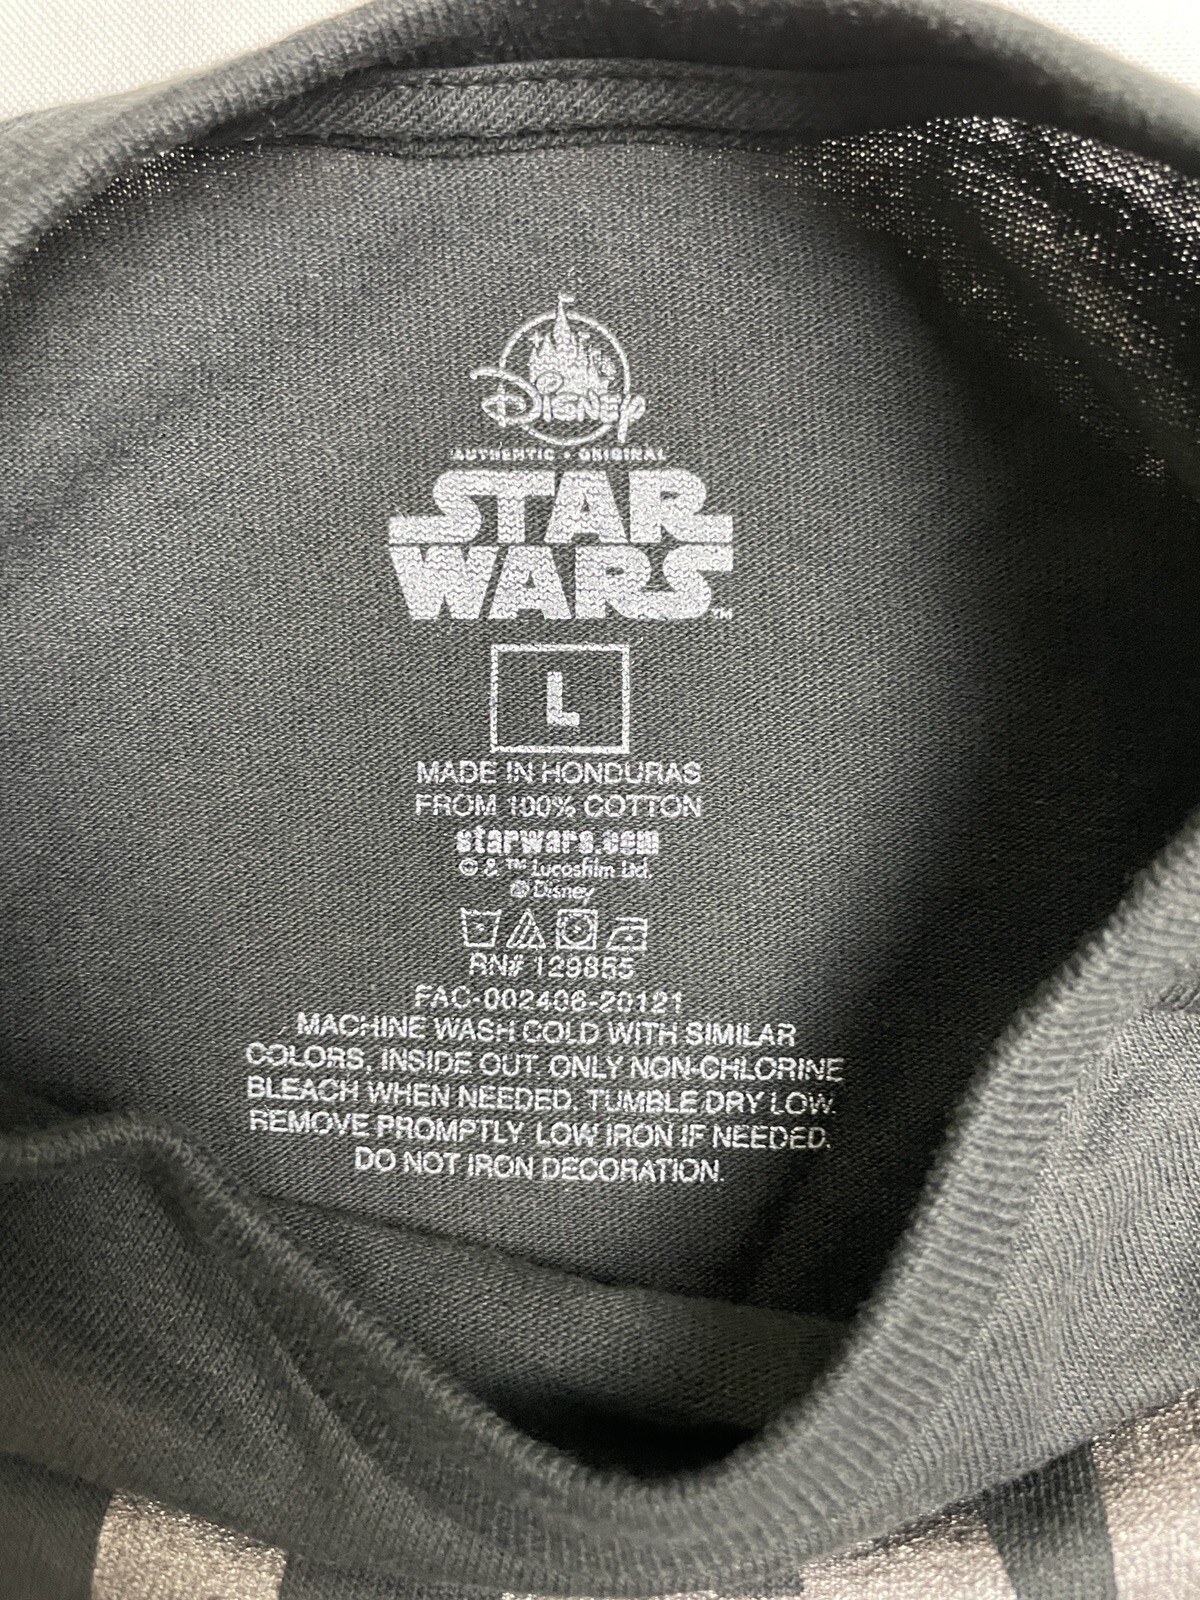 Disney
AUTHENTIC • ORIGINAL
STAR
WARS™
L
MADE IN HONDURAS
FROM 100% COTTON
starwars.com
© & ™ Lucasfilm Ltd.
© Disney
RN# 129855
FAC-002406-20121
MACHINE WASH COLD WITH SIMILAR
COLORS, INSIDE OUT. ONLY NON-CHLORINE
BLEACH WHEN NEEDED. TUMBLE DRY LOW.
REMOVE PROMPTLY. LOW IRON IF NEEDED.
DO NOT IRON DECORATION.